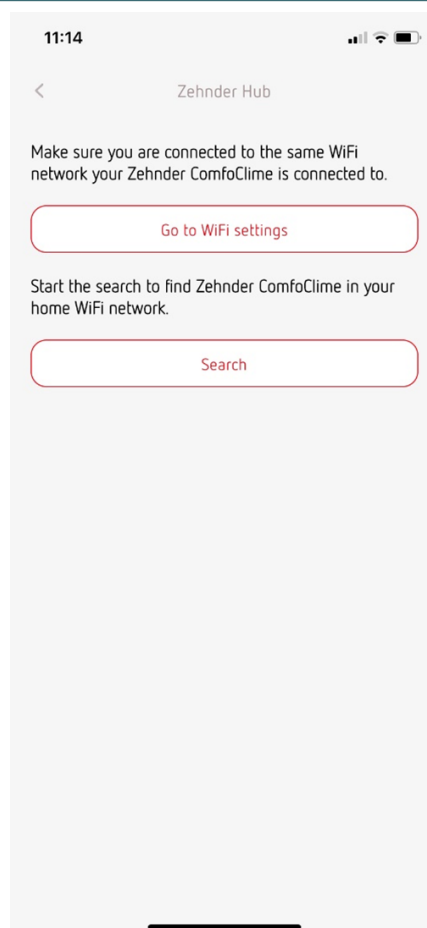 11:14
Zehnder Hub
Make sure you are connected to the same WiFi
network your Zehnder ComfoClime is connected to.
Go to WiFi settings
Start the search to find Zehnder ComfoClime in your
home WiFi network.
Search